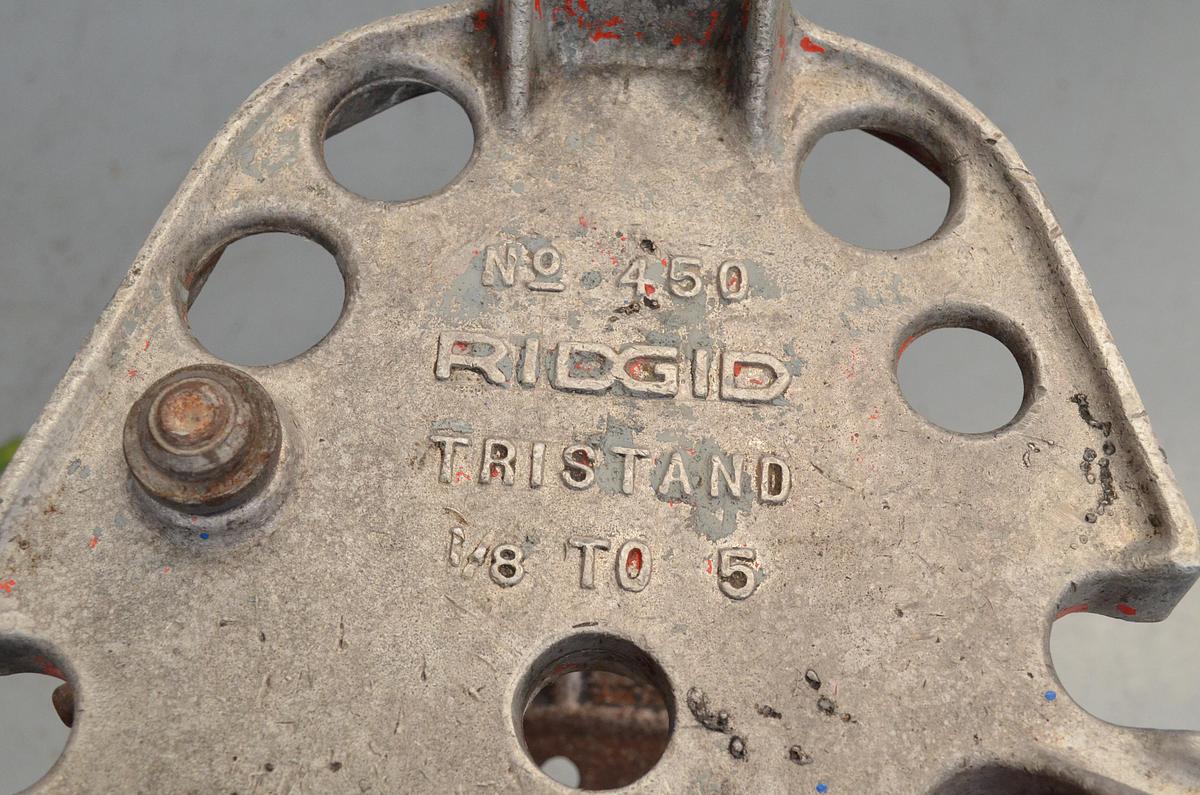 Nº 450
RIDGID
TRISTAND
1/8 TO 5